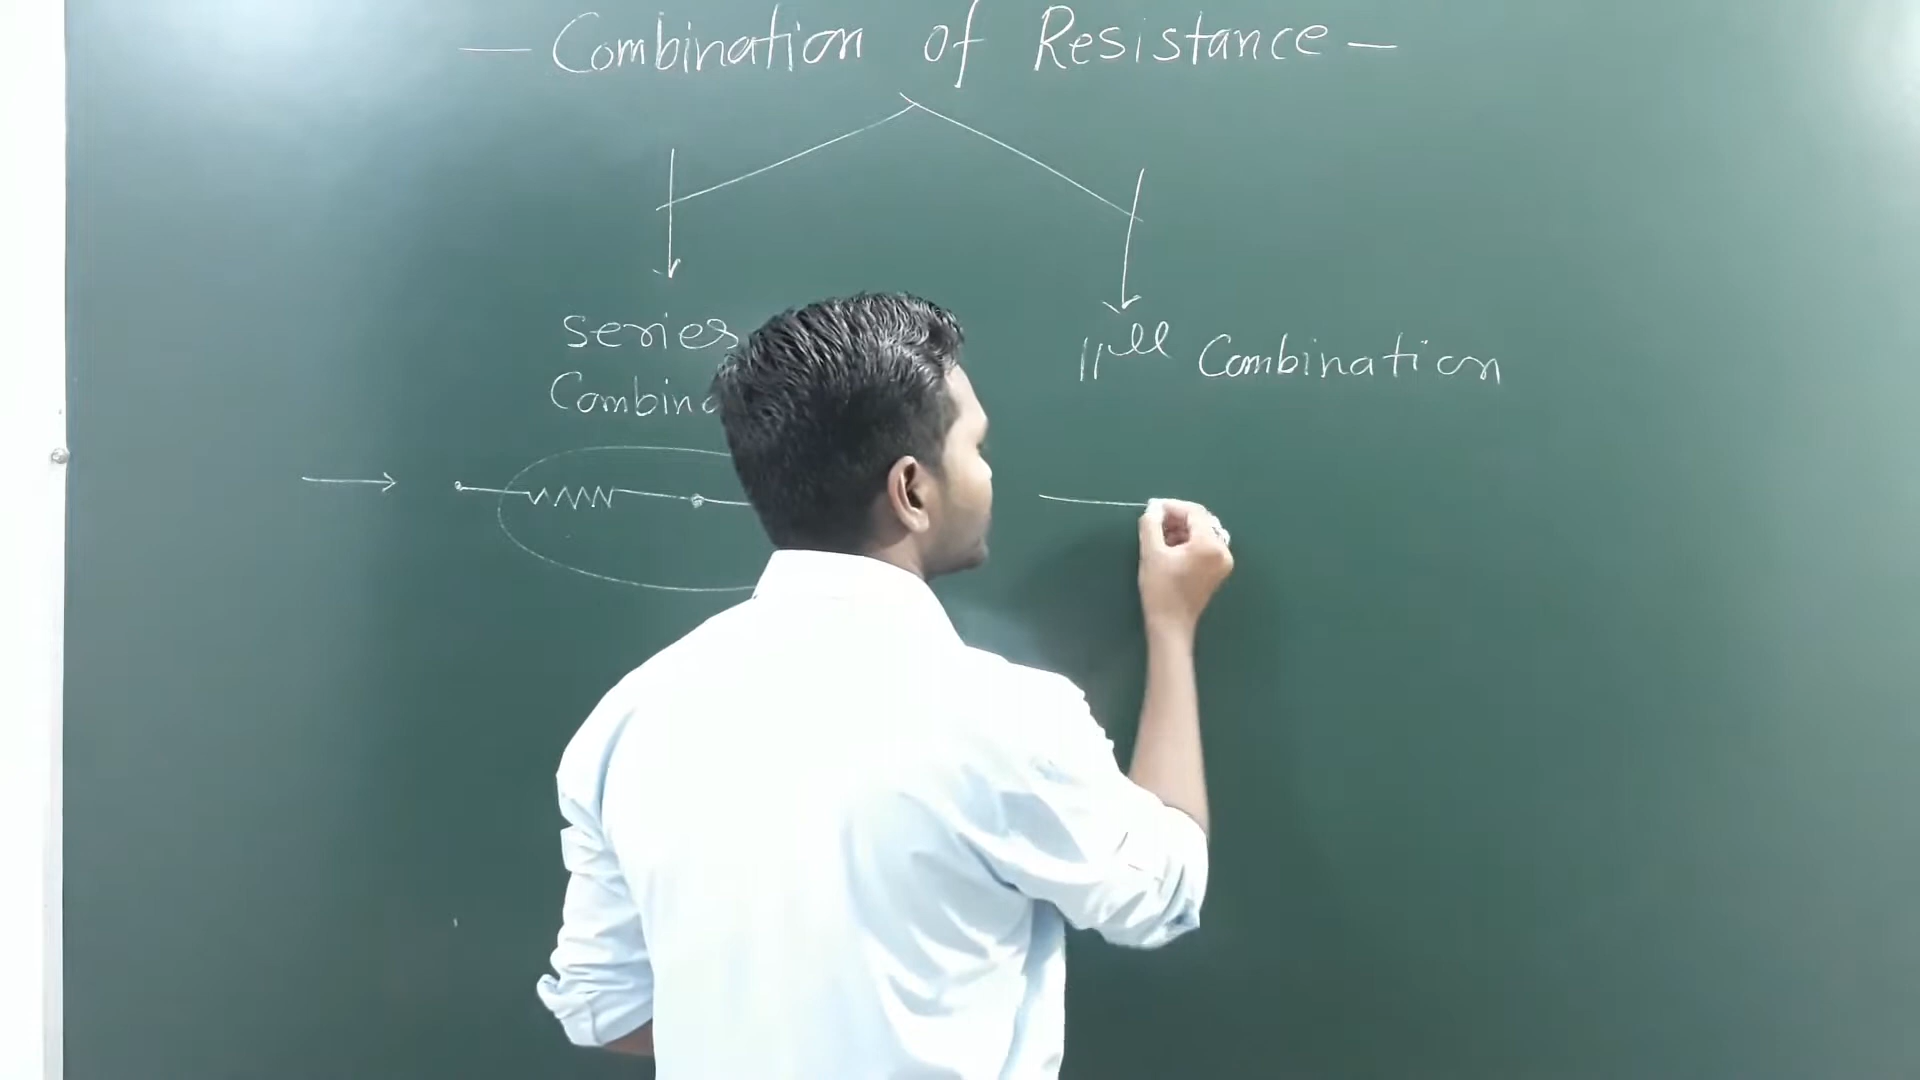 — Combination of Resistance —
series
Combina
||ˡˡ Combination